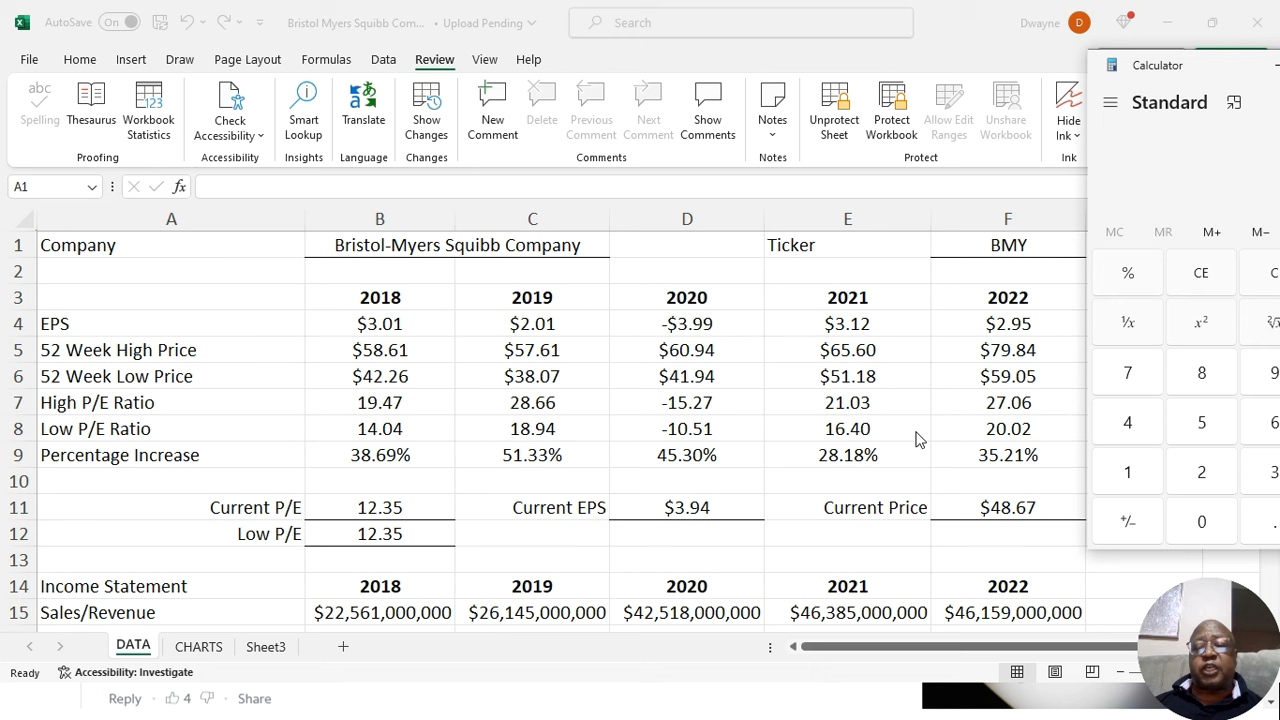 AutoSave On Bristol Myers Squibb Com... • Upload Pending Search Dwayne D
File Home Insert Draw Page Layout Formulas Data Review View Help
Spelling Thesaurus Workbook Statistics Proofing
Check Accessibility Accessibility
Smart Lookup Insights
Translate Language
Show Changes Changes
New Comment Delete Previous Comment Next Comment Show Comments Comments
Notes Notes
Unprotect Sheet Protect Workbook Allow Edit Ranges Unshare Workbook Protect
Hide Ink Ink
A1 fx
A B C D E F
1 Company Bristol-Myers Squibb Company Ticker BMY
2
3 2018 2019 2020 2021 2022
4 EPS $3.01 $2.01 -$3.99 $3.12 $2.95
5 52 Week High Price $58.61 $57.61 $60.94 $65.60 $79.84
6 52 Week Low Price $42.26 $38.07 $41.94 $51.18 $59.05
7 High P/E Ratio 19.47 28.66 -15.27 21.03 27.06
8 Low P/E Ratio 14.04 18.94 -10.51 16.40 20.02
9 Percentage Increase 38.69% 51.33% 45.30% 28.18% 35.21%
10
11 Current P/E 12.35 Current EPS $3.94 Current Price $48.67
12 Low P/E 12.35
13
14 Income Statement 2018 2019 2020 2021 2022
15 Sales/Revenue $22,561,000,000 $26,145,000,000 $42,518,000,000 $46,385,000,000 $46,159,000,000
DATA CHARTS Sheet3
Ready Accessibility: Investigate
Reply 4 Share
Calculator
Standard
MC MR M+ M−
% CE C
⅟x x² ²√x
7 8 9
4 5 6
1 2 3
+/− 0 .